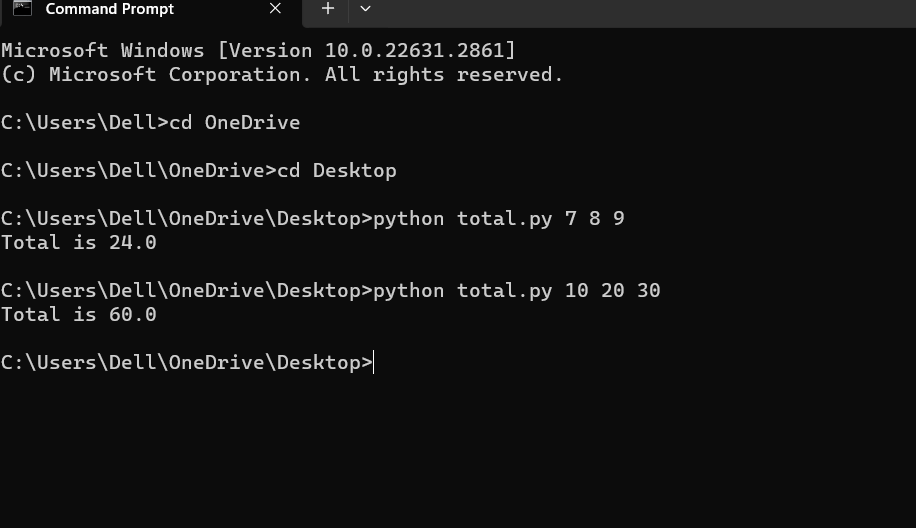 Command Prompt
Microsoft Windows [Version 10.0.22631.2861]
(c) Microsoft Corporation. All rights reserved.
C:\Users\Dell>cd OneDrive
C:\Users\Dell\OneDrive>cd Desktop
C:\Users\Dell\OneDrive\Desktop>python total.py 7 8 9
Total is 24.0
C:\Users\Dell\OneDrive\Desktop>python total.py 10 20 30
Total is 60.0
C:\Users\Dell\OneDrive\Desktop>